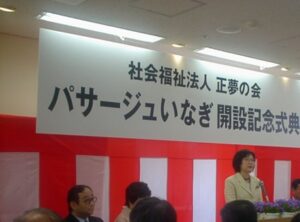 社会福祉法人 正夢の会
パサージュいなぎ 開設記念式典